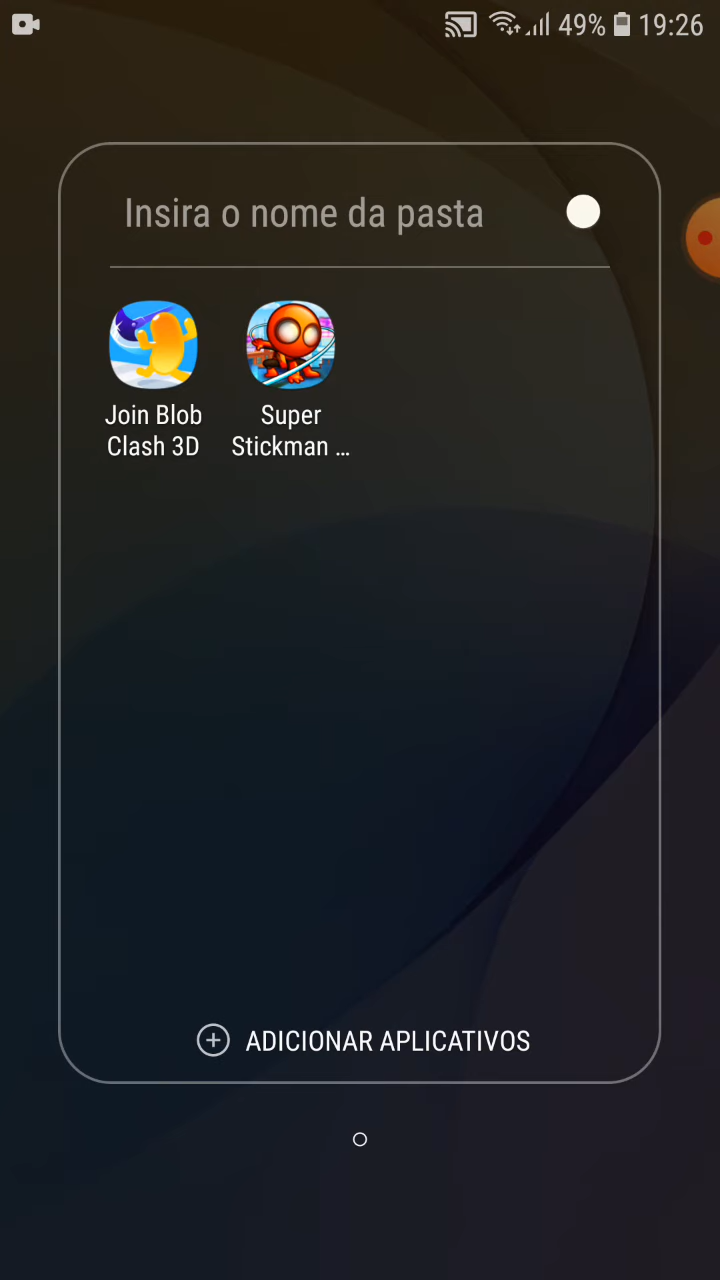 49% 19:26
Insira o nome da pasta
Join Blob
Clash 3D
Super
Stickman ...
ADICIONAR APLICATIVOS